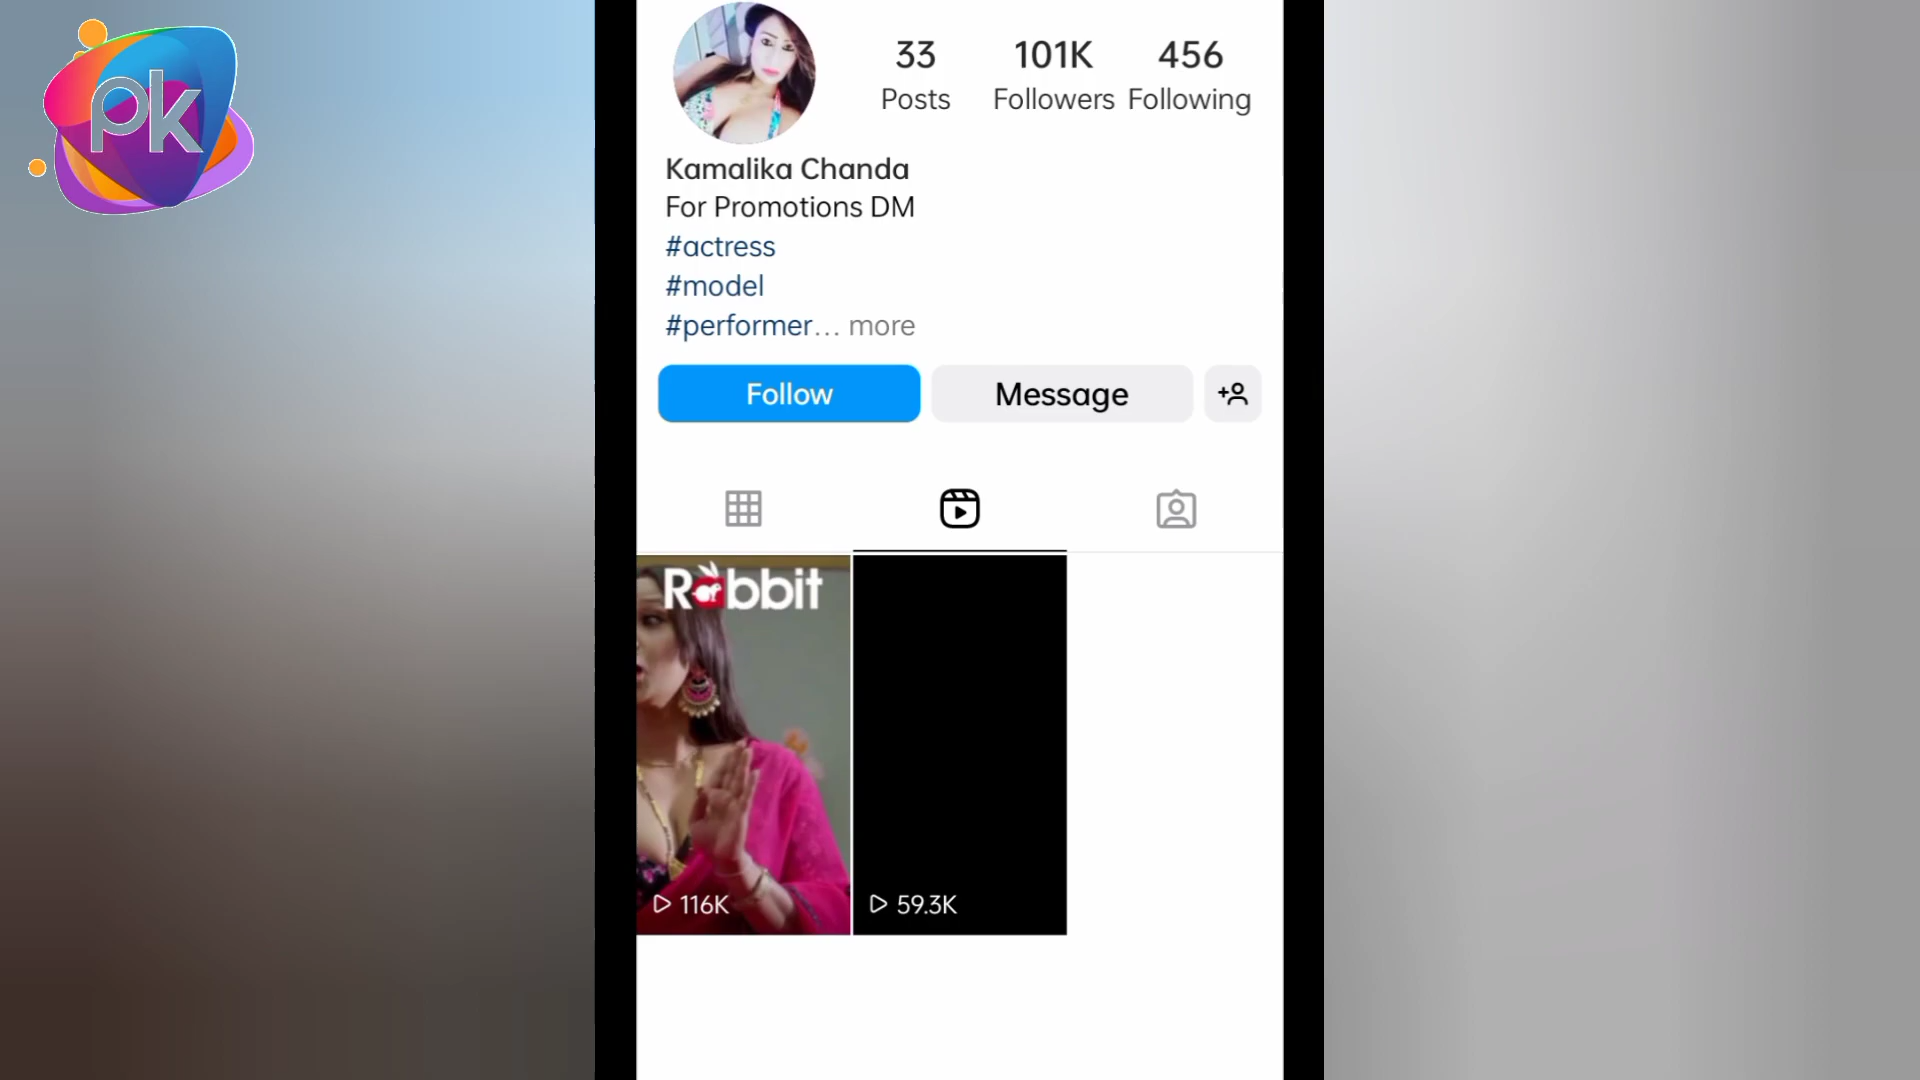 pk
33 101K 456
Posts Followers Following
Kamalika Chanda
For Promotions DM
#actress
#model
#performer... more
Follow Message
Rabbit
116K 59.3K